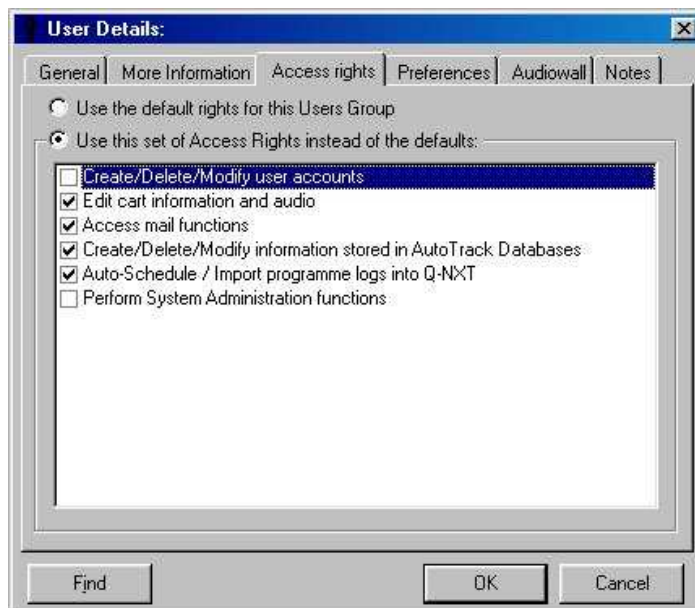 User Details:
General More Information Access rights Preferences Audiowall Notes
Use the default rights for this Users Group
Use this set of Access Rights instead of the defaults:
Create/Delete/Modify user accounts
Edit cart information and audio
Access mail functions
Create/Delete/Modify information stored in AutoTrack Databases
Auto-Schedule / Import programme logs into Q-NXT
Perform System Administration functions
Find OK Cancel